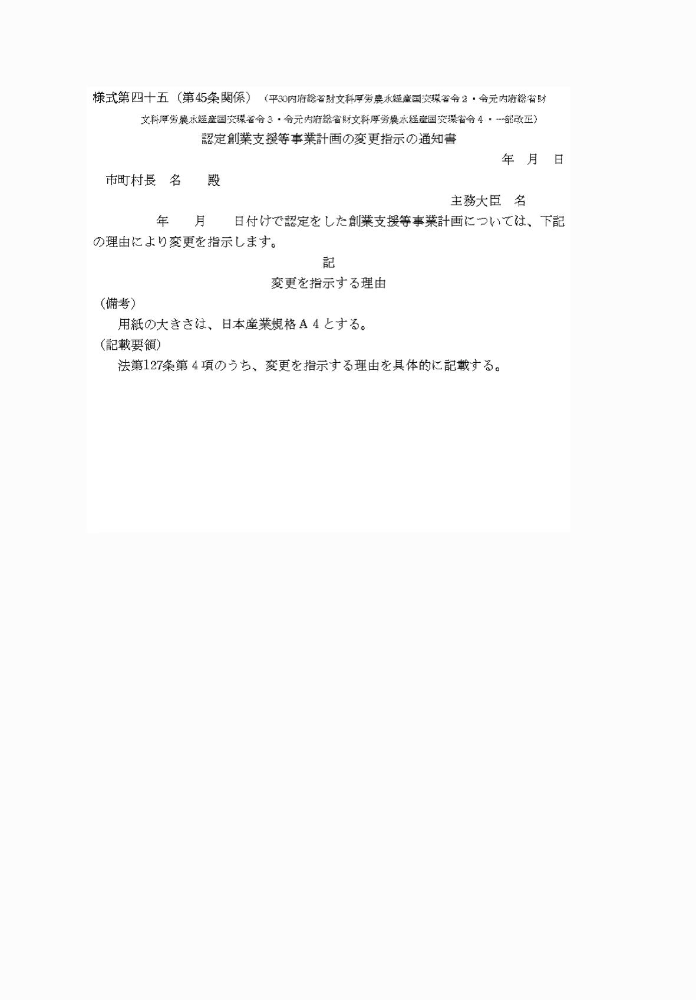 様式第四十五（第45条関係）（平30内府総省財文科厚労農水経産国交環省令２・令元内府総省財
文科厚労農水経産国交環省令３・令元内府総省財文科厚労農水経産国交環省令４・一部改正）
認定創業支援等事業計画の変更指示の通知書
年　月　日
市町村長　名　　殿
主務大臣　名
年　　月　　日付けで認定をした創業支援等事業計画については、下記
の理由により変更を指示します。
記
変更を指示する理由
（備考）
用紙の大きさは、日本産業規格Ａ４とする。
（記載要領）
法第127条第４項のうち、変更を指示する理由を具体的に記載する。